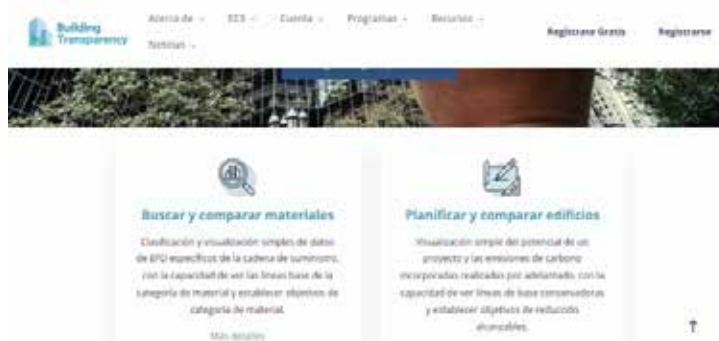 Building
Transparency
Acerca de
EC3
Cuenta
Programas
Recursos
Noticias
Registrase Gratis
Registrarse
Buscar y comparar materiales
Clasificación y visualización simples de datos
de EPD específicos de la cadena de suministro,
con la capacidad de ver las líneas base de la
categoría de material y establecer objetivos de
categoría de material.
Más detalles
Planificar y comparar edificios
Visualización simple del potencial de un
proyecto y las emisiones de carbono
incorporadas realizados por adelantado, con la
capacidad de ver líneas de base conservadoras
y establecer objetivos de reducción
alcanzables.